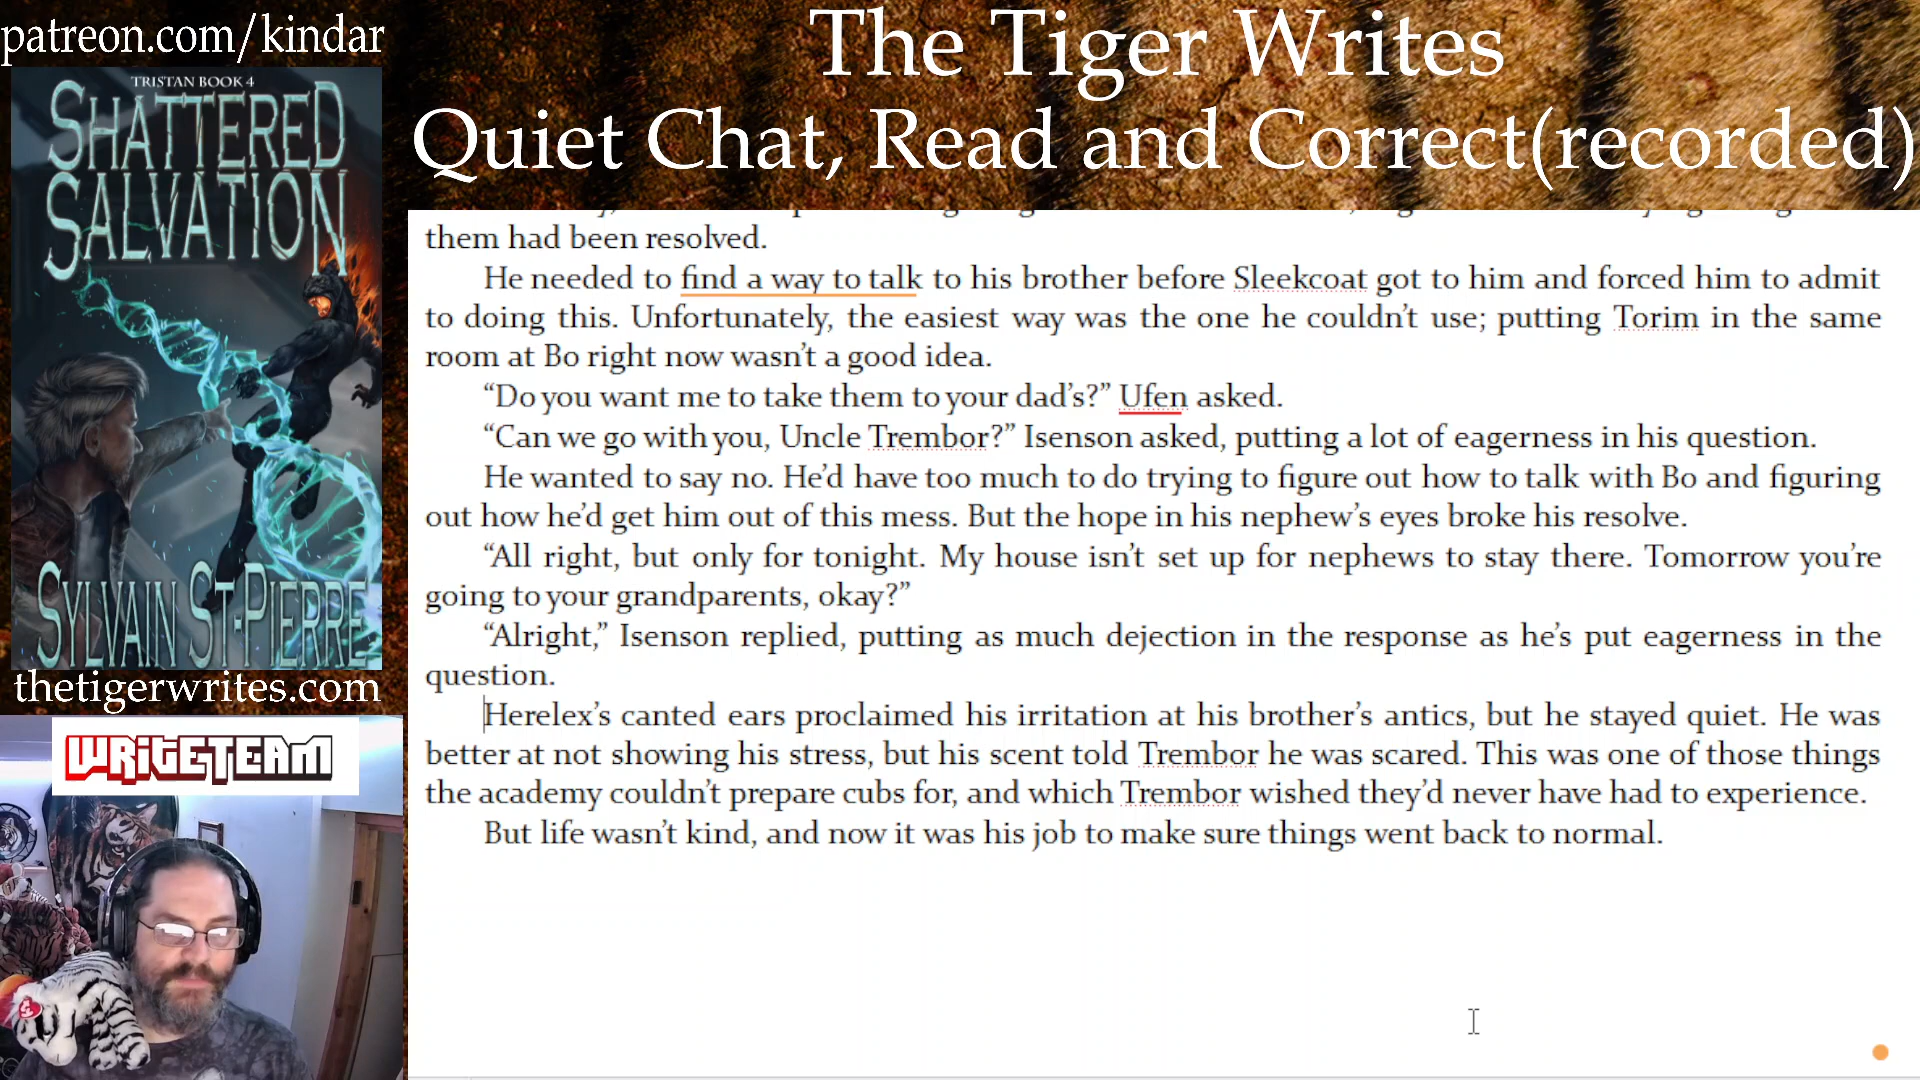 patreon.com/kindar
TRISTAN BOOK 4
SHATTERED
SALVATION
SYLVAIN ST-PIERRE
thetigerwrites.com
WRITETEAM
The Tiger Writes
Quiet Chat, Read and Correct(recorded)
them had been resolved.
He needed to find a way to talk to his brother before Sleekcoat got to him and forced him to admit
to doing this. Unfortunately, the easiest way was the one he couldn’t use; putting Torim in the same
room at Bo right now wasn’t a good idea.
“Do you want me to take them to your dad’s?” Ufen asked.
“Can we go with you, Uncle Trembor?” Isenson asked, putting a lot of eagerness in his question.
He wanted to say no. He’d have too much to do trying to figure out how to talk with Bo and figuring
out how he’d get him out of this mess. But the hope in his nephew’s eyes broke his resolve.
“All right, but only for tonight. My house isn’t set up for nephews to stay there. Tomorrow you’re
going to your grandparents, okay?”
“Alright,” Isenson replied, putting as much dejection in the response as he’s put eagerness in the
question.
Herelex’s canted ears proclaimed his irritation at his brother’s antics, but he stayed quiet. He was
better at not showing his stress, but his scent told Trembor he was scared. This was one of those things
the academy couldn’t prepare cubs for, and which Trembor wished they’d never have had to experience.
But life wasn’t kind, and now it was his job to make sure things went back to normal.